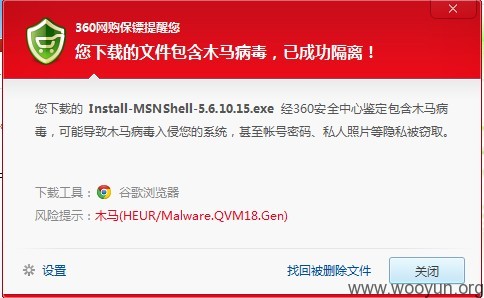 360网购保镖提醒您
您下载的文件包含木马病毒，已成功隔离！
您下载的 Install-MSNShell-5.6.10.15.exe 经360安全中心鉴定包含木马病
毒，可能导致木马病毒入侵您的系统，甚至帐号密码、私人照片等隐私被窃取。
下载工具： 谷歌浏览器
风险提示：木马(HEUR/Malware.QVM18.Gen)
设置 找回被删除文件 关闭
www.wooyun.org